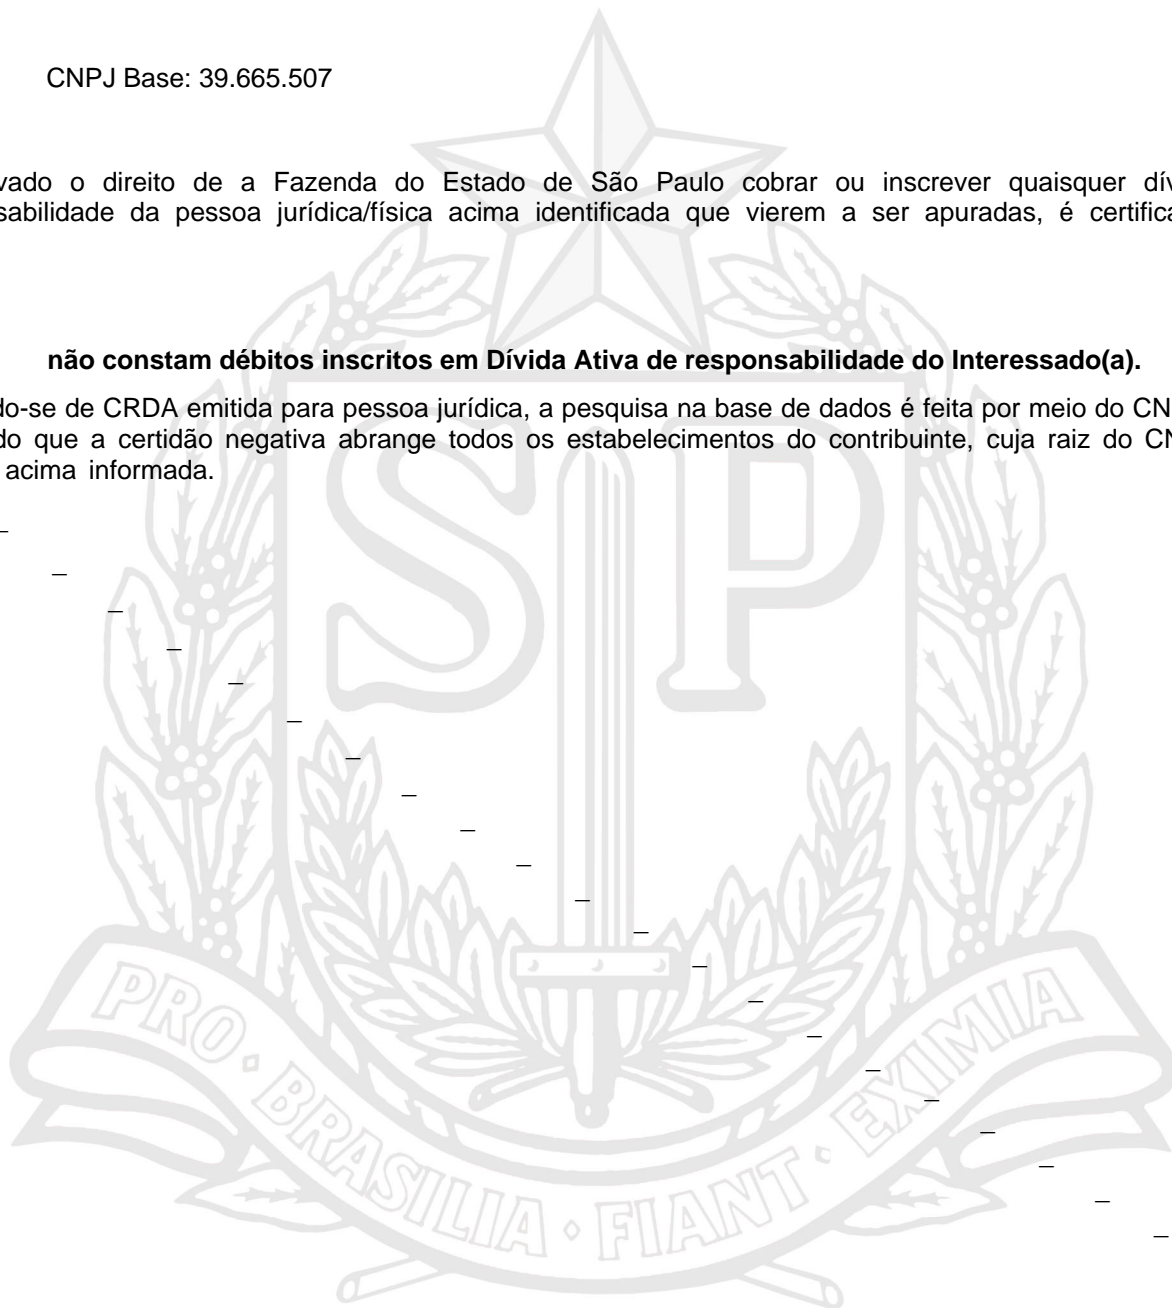 CNPJ Base: 39.665.507
vado o direito de a Fazenda do Estado de São Paulo cobrar ou inscrever quaisquer dív
sabilidade da pessoa jurídica/física acima identificada que vierem a ser apuradas, é certifica
não constam débitos inscritos em Dívida Ativa de responsabilidade do Interessado(a).
do-se de CRDA emitida para pessoa jurídica, a pesquisa na base de dados é feita por meio do CN
do que a certidão negativa abrange todos os estabelecimentos do contribuinte, cuja raiz do CN
acima informada.
SP
PRO • BRASILIA • FIANT • EXIMIA